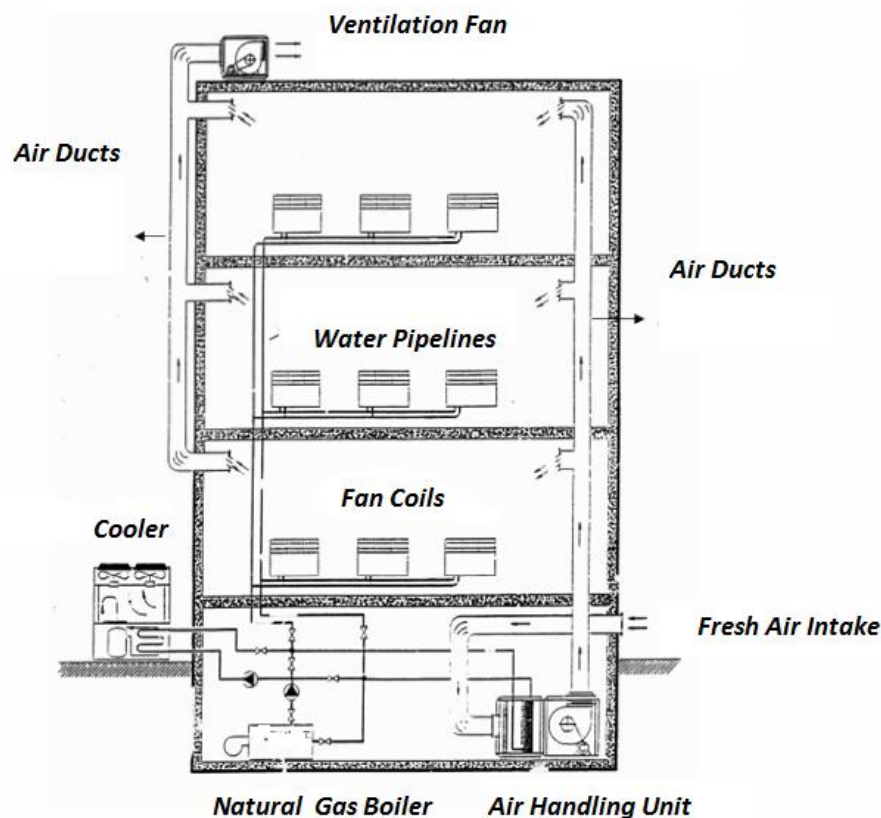 Ventilation Fan
Air Ducts
Air Ducts
Water Pipelines
Fan Coils
Cooler
Fresh Air Intake
Natural Gas Boiler
Air Handling Unit